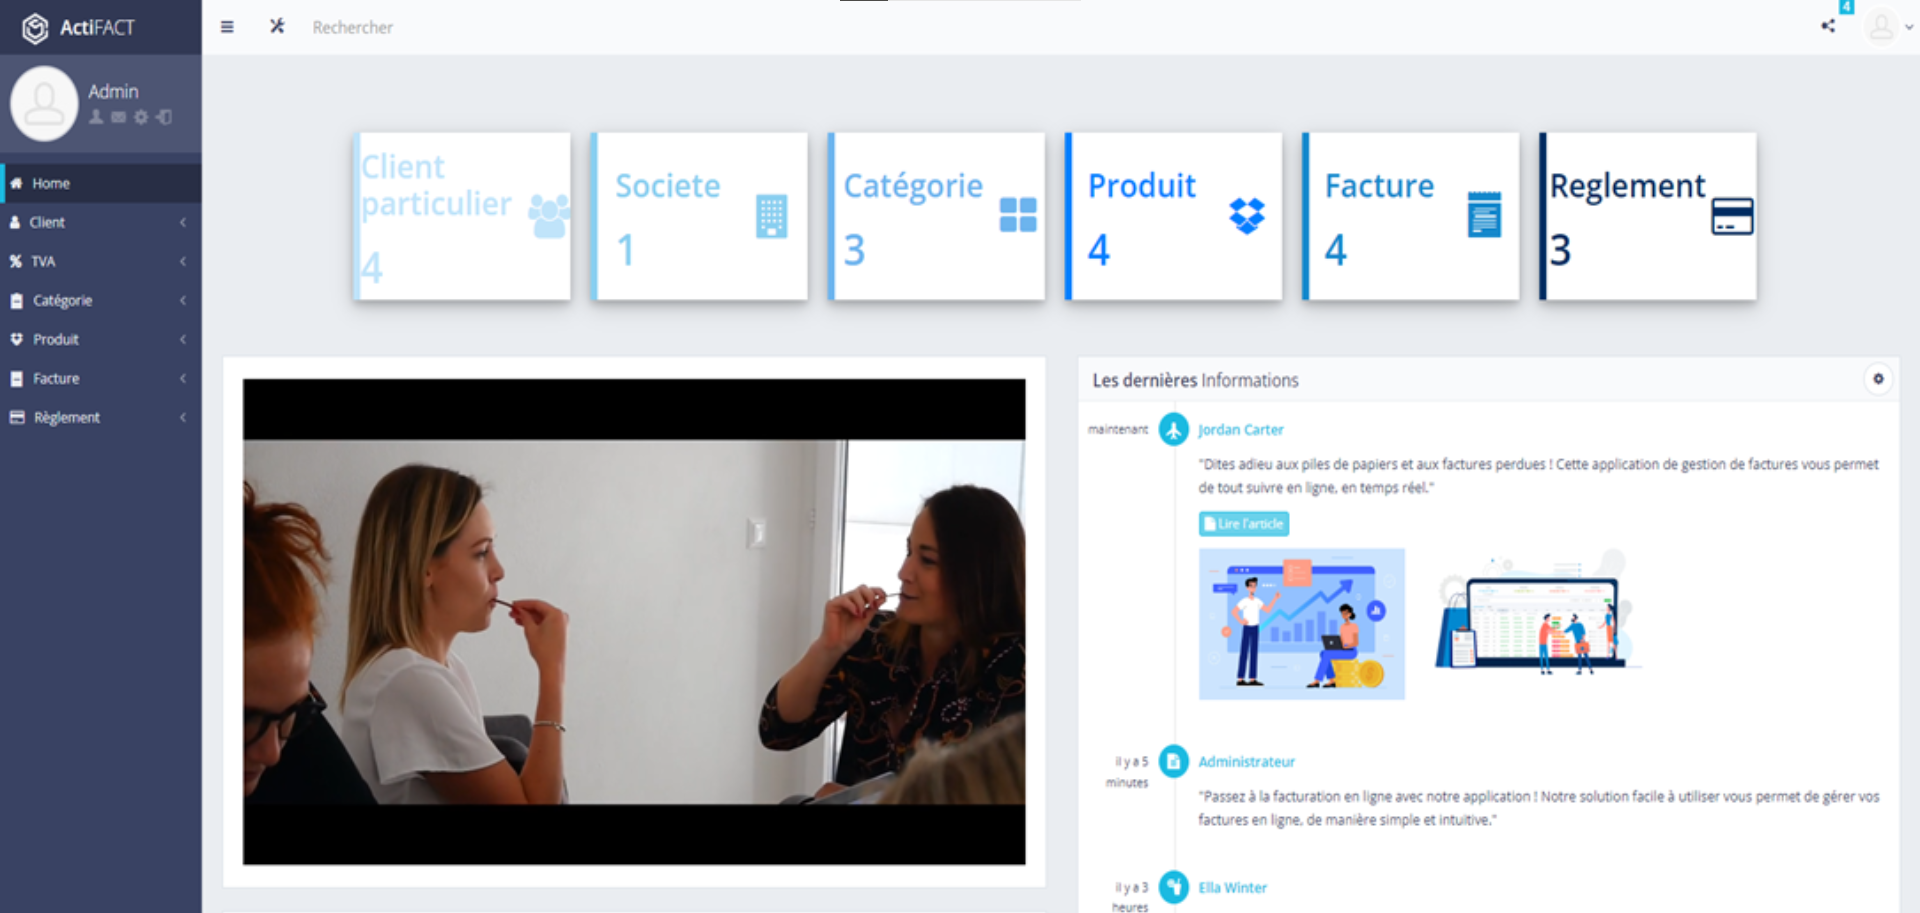 ActiFACT
Rechercher
4
Admin
Home
Client
TVA
Catégorie
Produit
Facture
Règlement
Client
particulier
4
Societe
1
Catégorie
3
Produit
4
Facture
4
Reglement
3
Les dernières Informations
maintenant
Jordan Carter
"Dites adieu aux piles de papiers et aux factures perdues ! Cette application de gestion de factures vous permet
de tout suivre en ligne, en temps réel."
Lire l'article
il y a 5
minutes
Administrateur
"Passez à la facturation en ligne avec notre application ! Notre solution facile à utiliser vous permet de gérer vos
factures en ligne, de manière simple et intuitive."
il y a 3
heures
Ella Winter